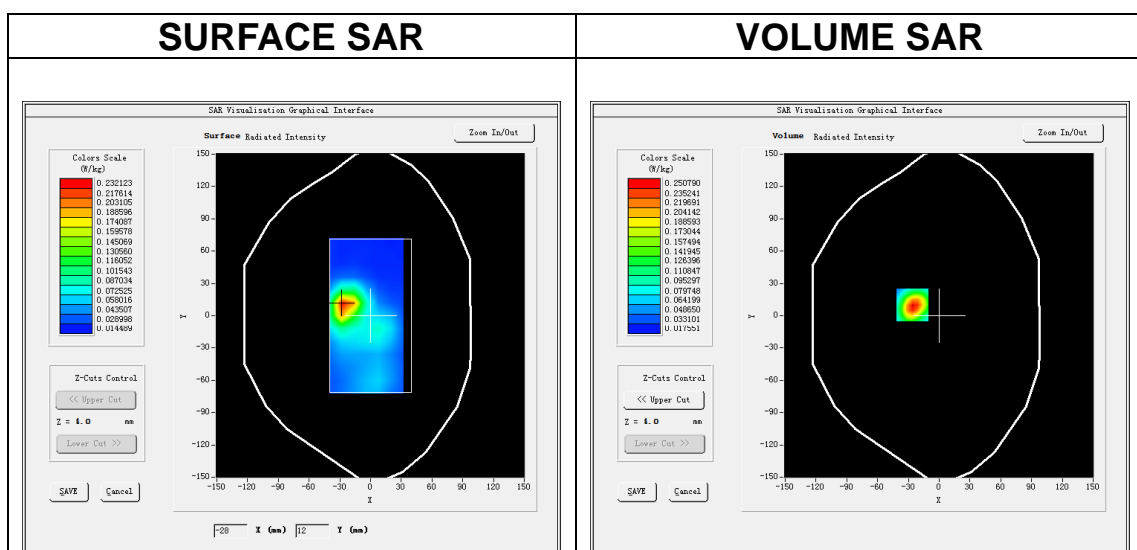 SURFACE SAR
VOLUME SAR
SAR Visualisation Graphical Interface
Surface Radiated Intensity
Zoom In/Out
Colors Scale
(W/kg)
0.232123
0.217614
0.203105
0.188596
0.174087
0.159578
0.145069
0.130560
0.116052
0.101543
0.087034
0.072525
0.058016
0.043507
0.028998
0.014489
Z-Cuts Control
<< Upper Cut
Z = 4.0 mm
Lower Cut >>
SAVE
Cancel
150
120
90
60
30
0
-30
-60
-90
-120
-150
Y
-150 -120 -90 -60 -30 0 30 60 90 120 150
X
-28 X (mm) 12 Y (mm)
SAR Visualisation Graphical Interface
Volume Radiated Intensity
Zoom In/Out
Colors Scale
(W/kg)
0.250790
0.235241
0.219691
0.204142
0.188593
0.173044
0.157494
0.141945
0.126396
0.110847
0.095297
0.079748
0.064199
0.048650
0.033101
0.017551
Z-Cuts Control
<< Upper Cut
Z = 4.0 mm
Lower Cut >>
SAVE
Cancel
150
120
90
60
30
0
-30
-60
-90
-120
-150
Y
-150 -120 -90 -60 -30 0 30 60 90 120 150
X